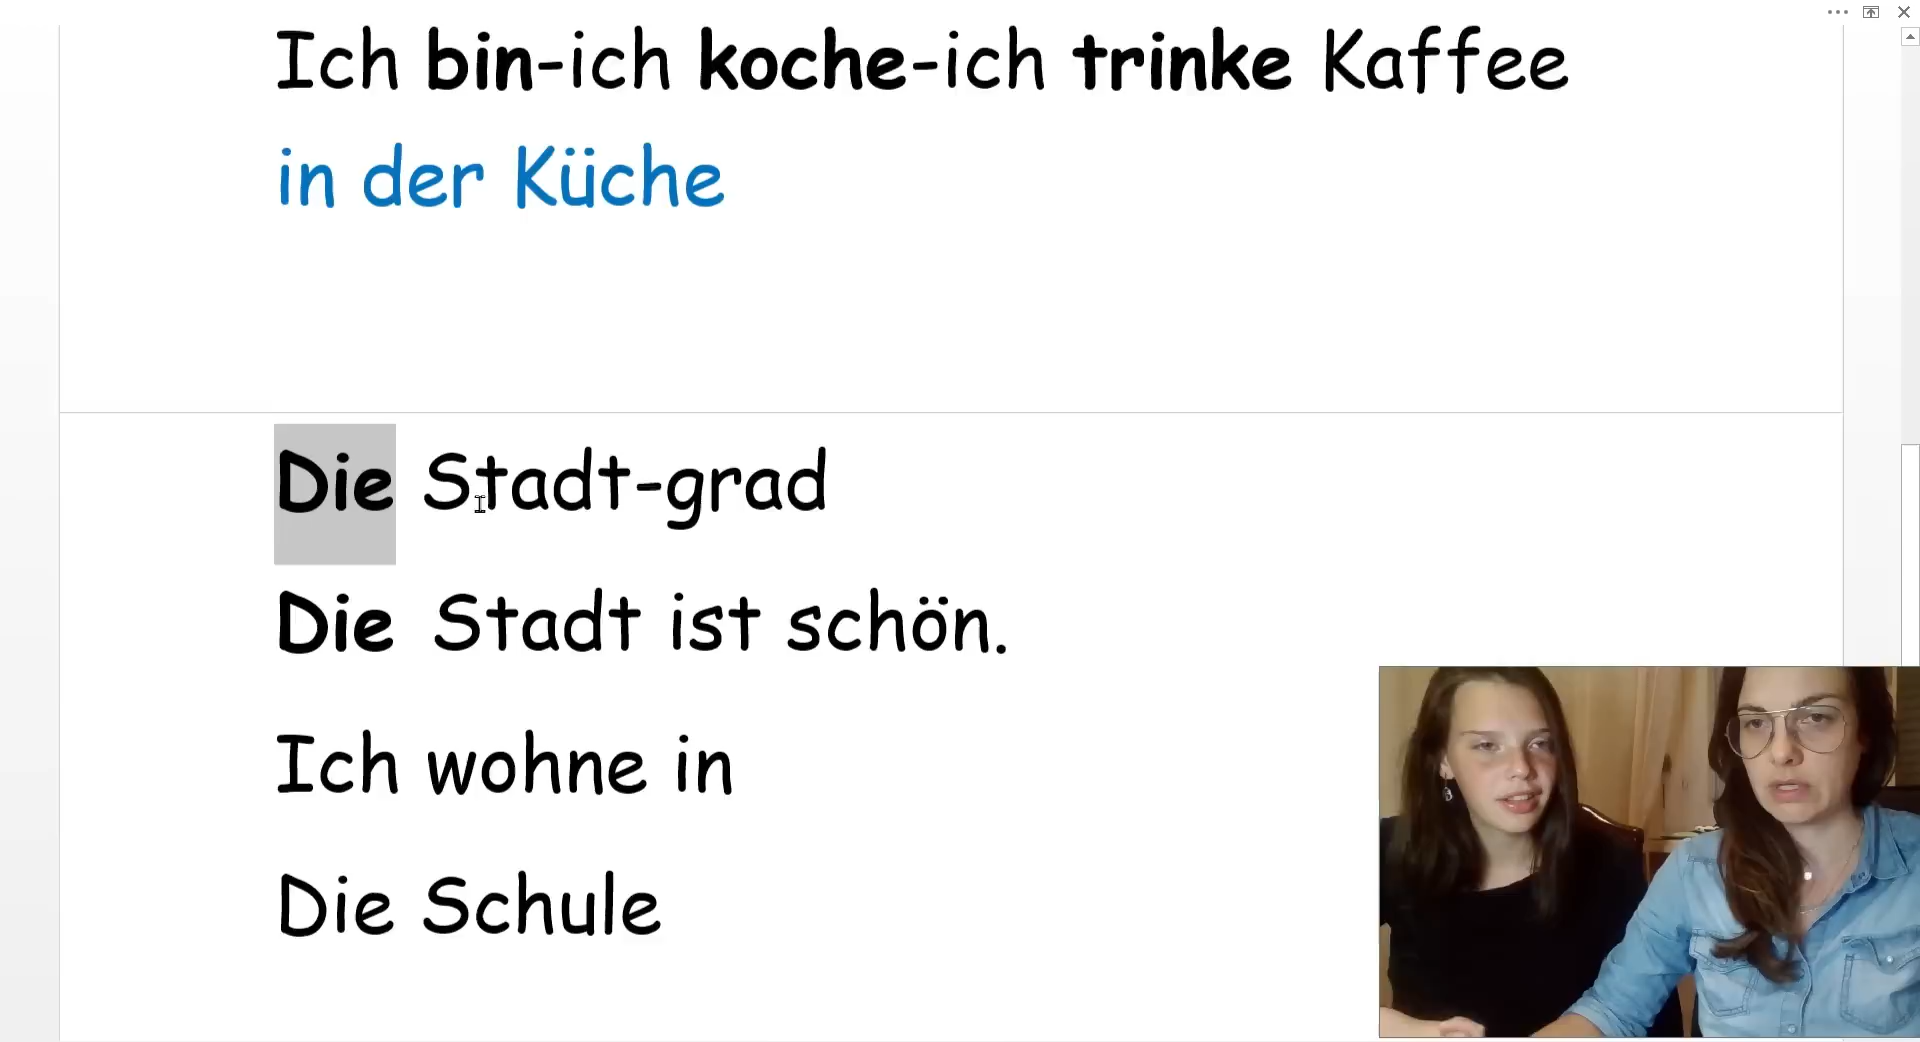 Ich bin-ich koche-ich trinke Kaffee
in der Küche
Die Stadt-grad
Die Stadt ist schön.
Ich wohne in
Die Schule